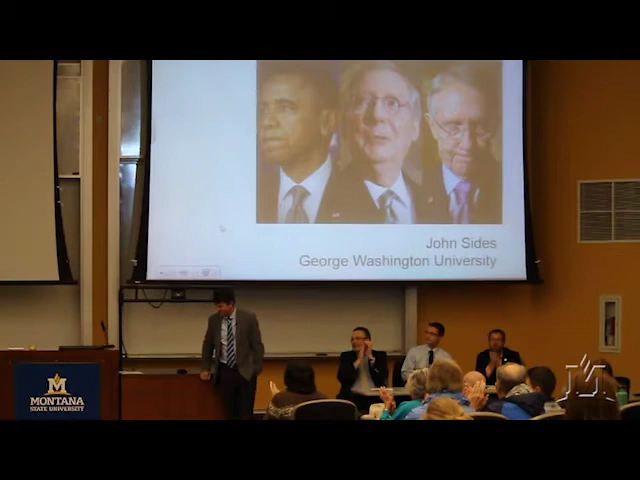 John Sides
George Washington University
M
MONTANA
STATE UNIVERSITY
M